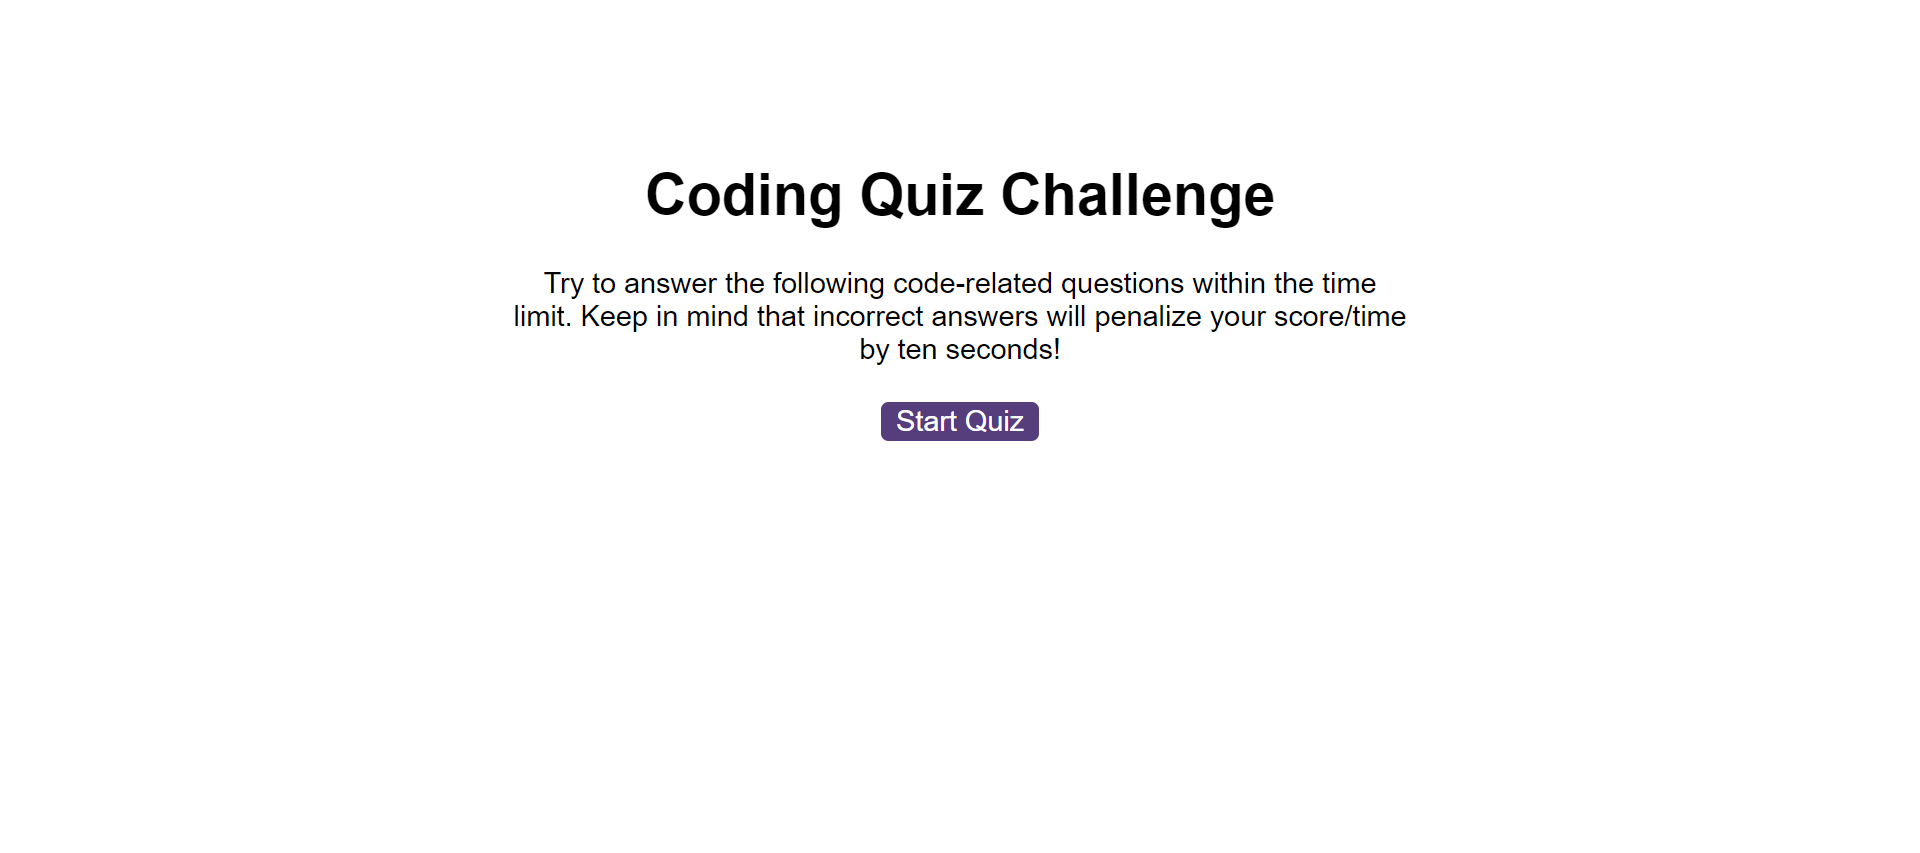 Coding Quiz Challenge
Try to answer the following code-related questions within the time
limit. Keep in mind that incorrect answers will penalize your score/time
by ten seconds!
Start Quiz